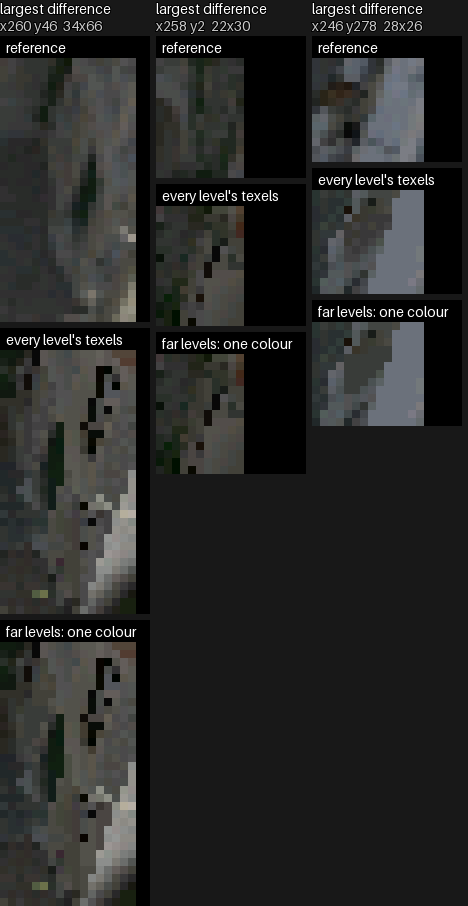 largest difference
x260 y46 34x66
reference
every level's texels
far levels: one colour
largest difference
x258 y2 22x30
reference
every level's texels
far levels: one colour
largest difference
x246 y278 28x26
reference
every level's texels
far levels: one colour